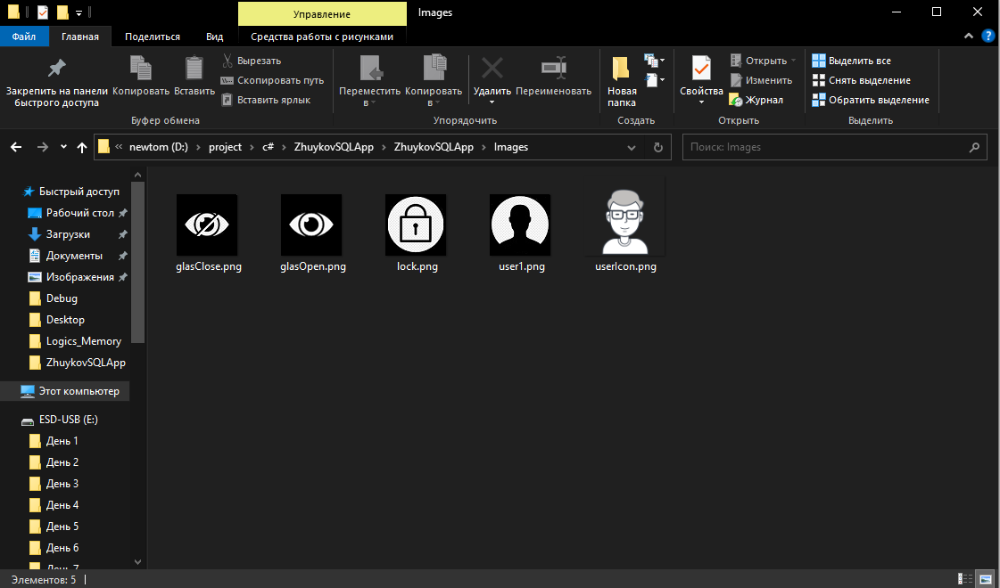 Управление
Images
Файл
Главная
Поделиться
Вид
Средства работы с рисунками
Закрепить на панели быстрого доступа
Копировать
Вставить
Вырезать
Скопировать путь
Вставить ярлык
Переместить в
Копировать в
Удалить
Переименовать
Новая папка
Свойства
Открыть
Изменить
Журнал
Выделить все
Снять выделение
Обратить выделение
Буфер обмена
Упорядочить
Создать
Открыть
Выделить
« newtom (D:) › project › c# › ZhuykovSQLApp › ZhuykovSQLApp › Images
Поиск: Images
Быстрый доступ
Рабочий стол
Загрузки
Документы
Изображения
Debug
Desktop
Logics_Memory
ZhuykovSQLApp
Этот компьютер
ESD-USB (E:)
День 1
День 2
День 3
День 4
День 5
День 6
День 7
glasClose.png
glasOpen.png
lock.png
user1.png
userIcon.png
Элементов: 5